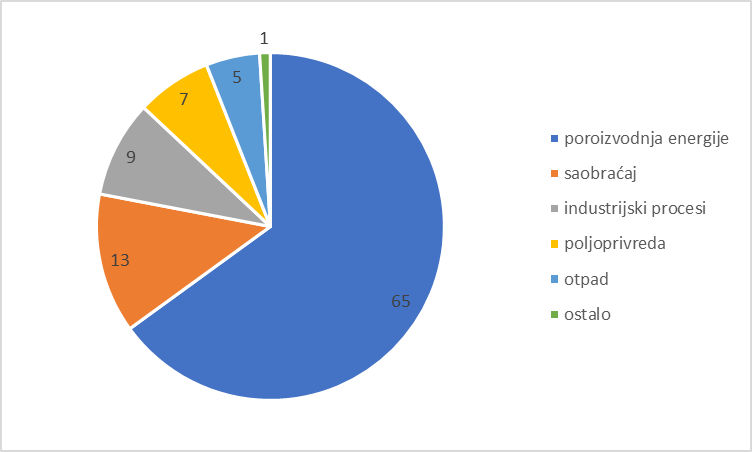 1
5
7
9
13
65
poroizvodnja energije
saobraćaj
industrijski procesi
poljoprivreda
otpad
ostalo